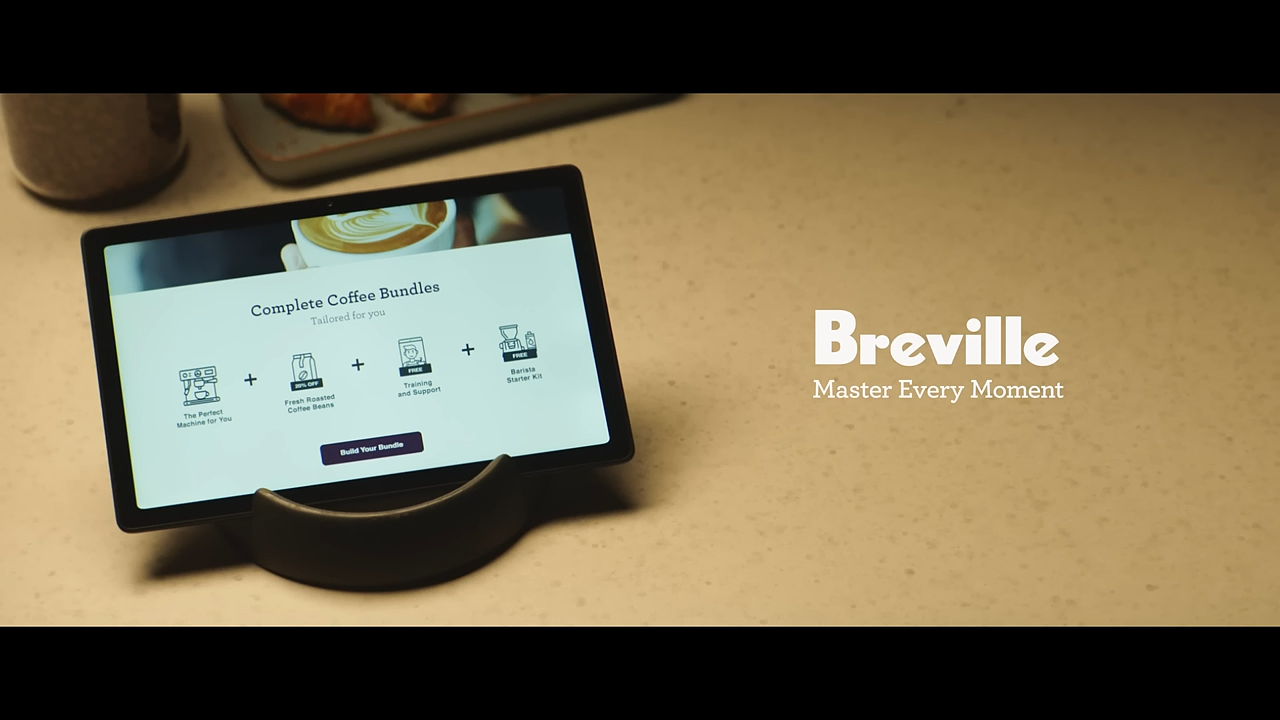 Complete Coffee Bundles
Tailored for you
The Perfect
Machine for You
+
20% OFF
Fresh Roasted
Coffee Beans
+
FREE
Training
and Support
+
FREE
Barista
Starter Kit
Build Your Bundle
Breville
Master Every Moment